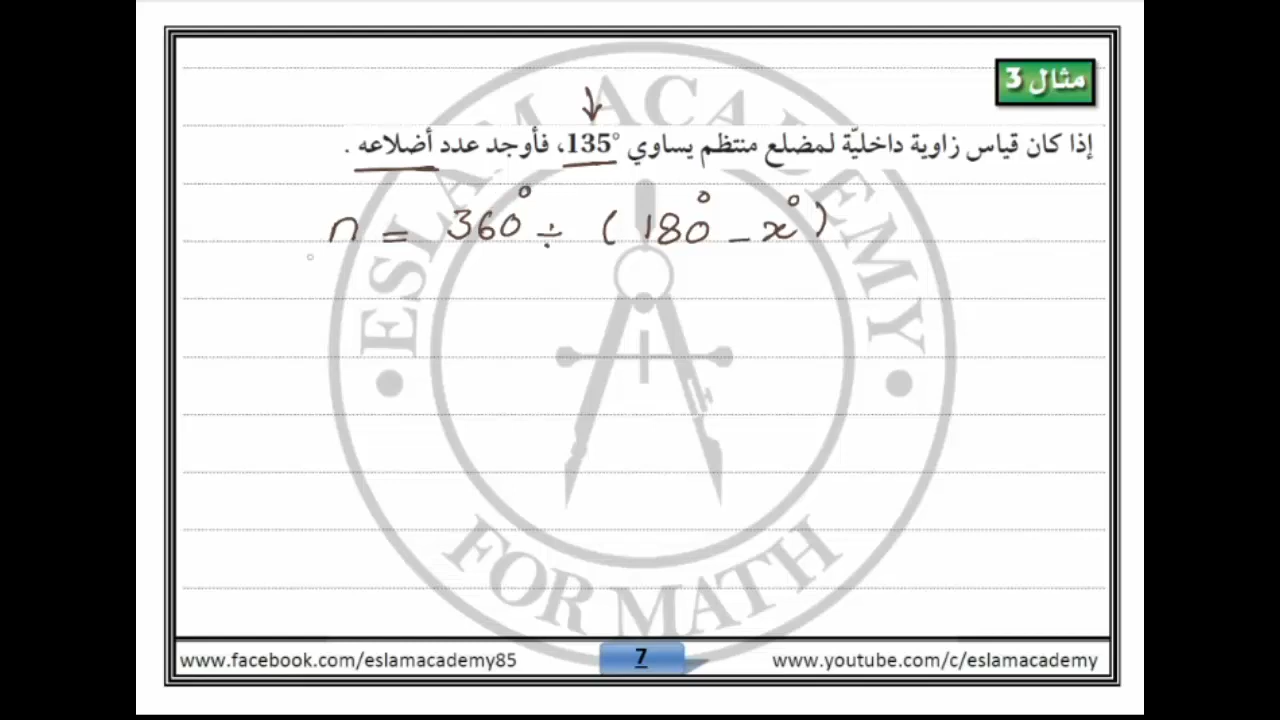 مثال 3
إذا كان قياس زاوية داخليّة لمضلع منتظم يساوي 135°، فأوجد عدد أضلاعه .
n = 360° ÷ ( 180° - x° )
ESLAM ACADEMY
FOR MATH
www.facebook.com/eslamacademy85
7
www.youtube.com/c/eslamacademy